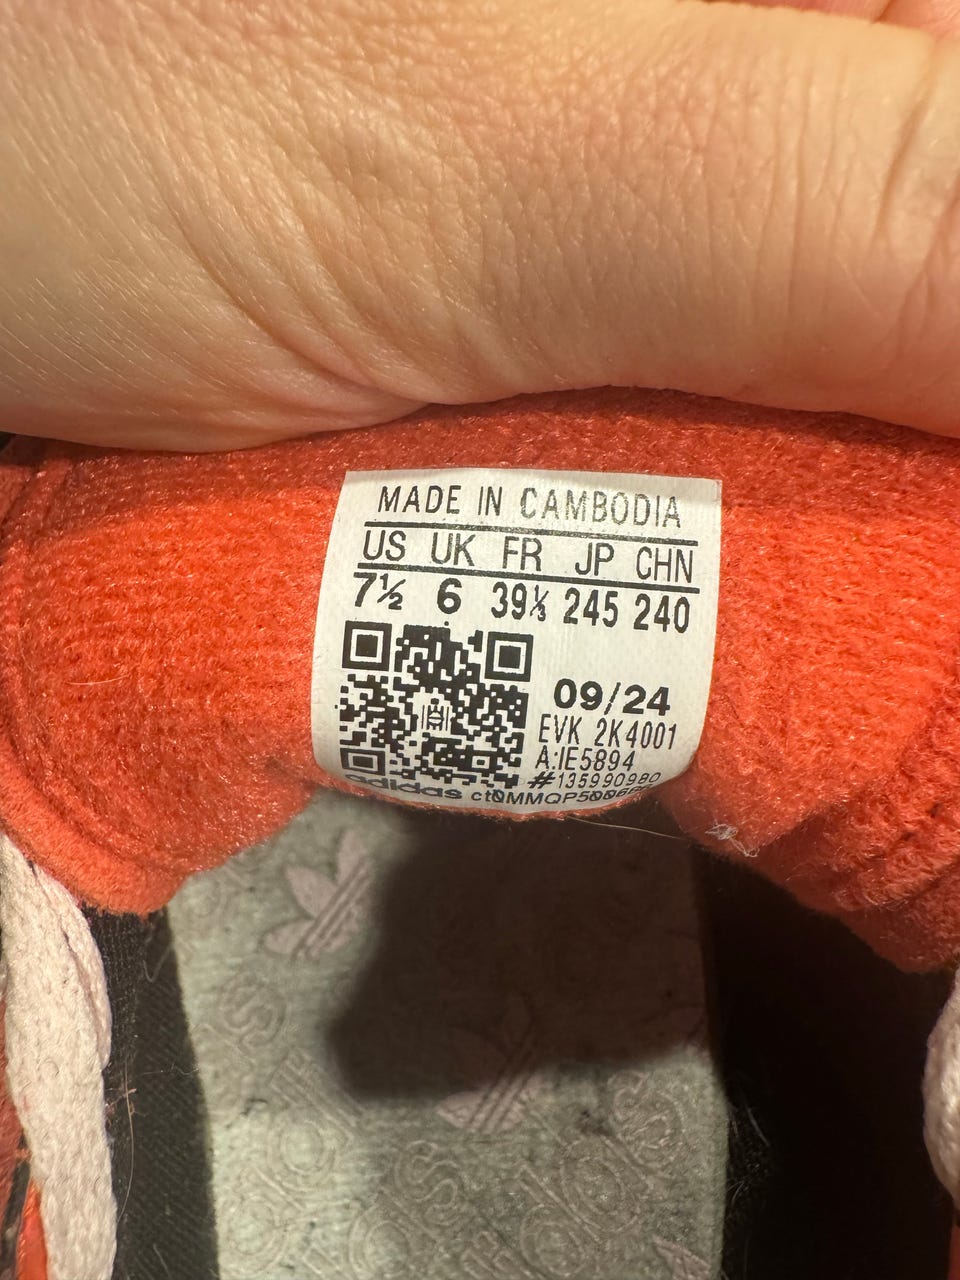 MADE IN CAMBODIA
US UK FR JP CHN
7½ 6 39⅓ 245 240
09/24
EVK 2K4001
A:IE5894
#135990980
adidas